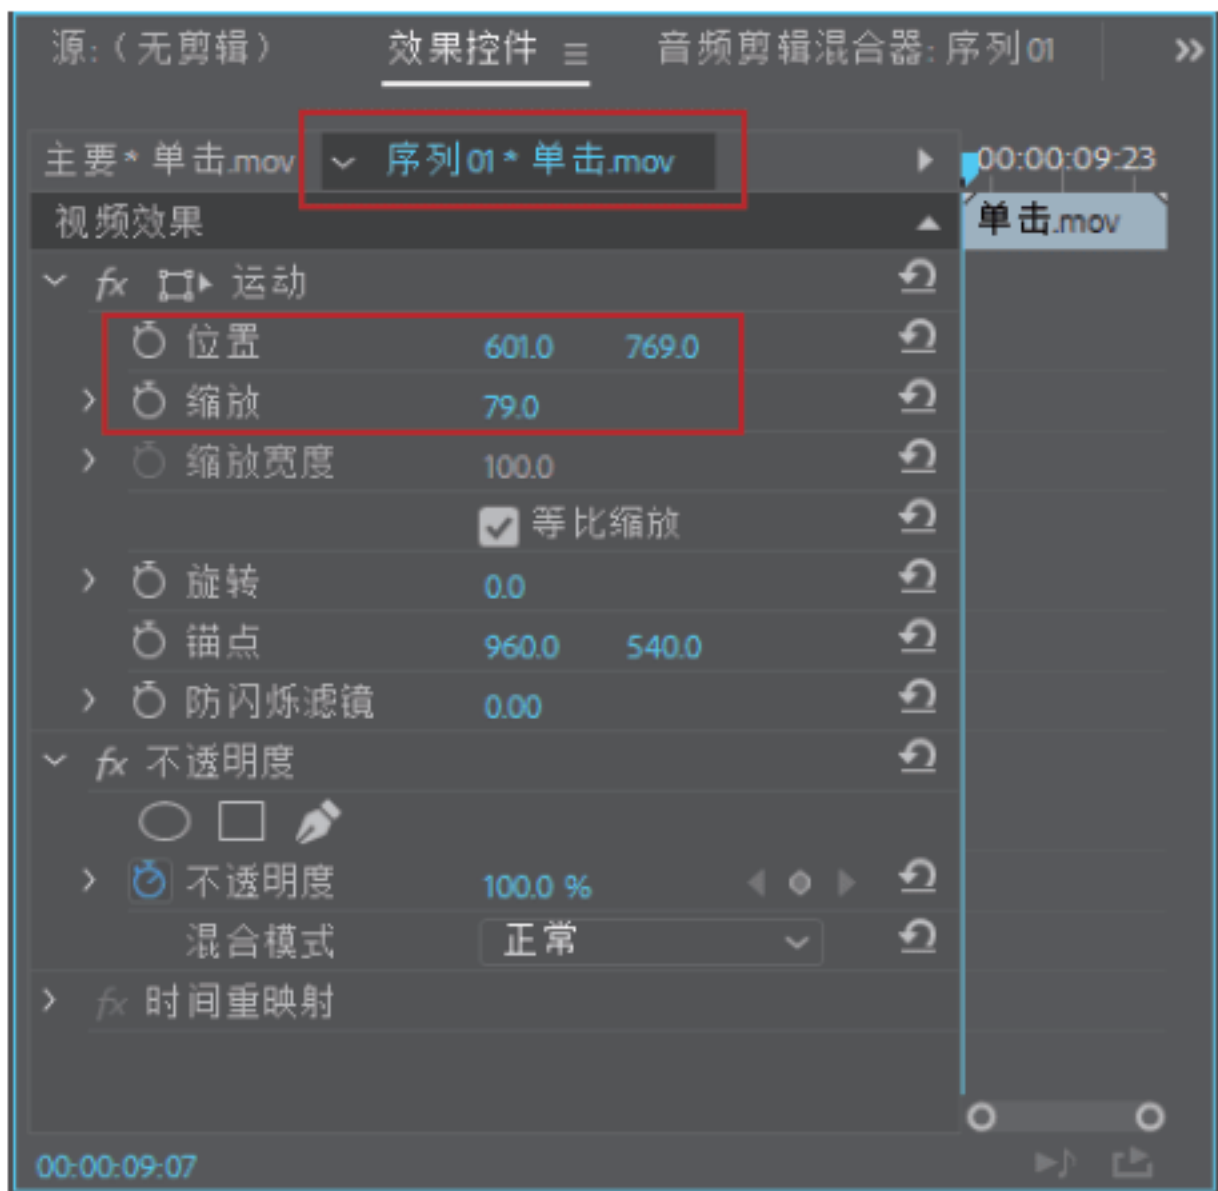 源:（无剪辑） 效果控件 音频剪辑混合器: 序列 01
主要* 单击.mov 序列 01 * 单击.mov 00:00:09:23
视频效果 单击.mov
fx 运动
位置 601.0 769.0
缩放 79.0
缩放宽度 100.0
等比缩放
旋转 0.0
锚点 960.0 540.0
防闪烁滤镜 0.00
fx 不透明度
不透明度 100.0 %
混合模式 正常
fx 时间重映射
00:00:09:07